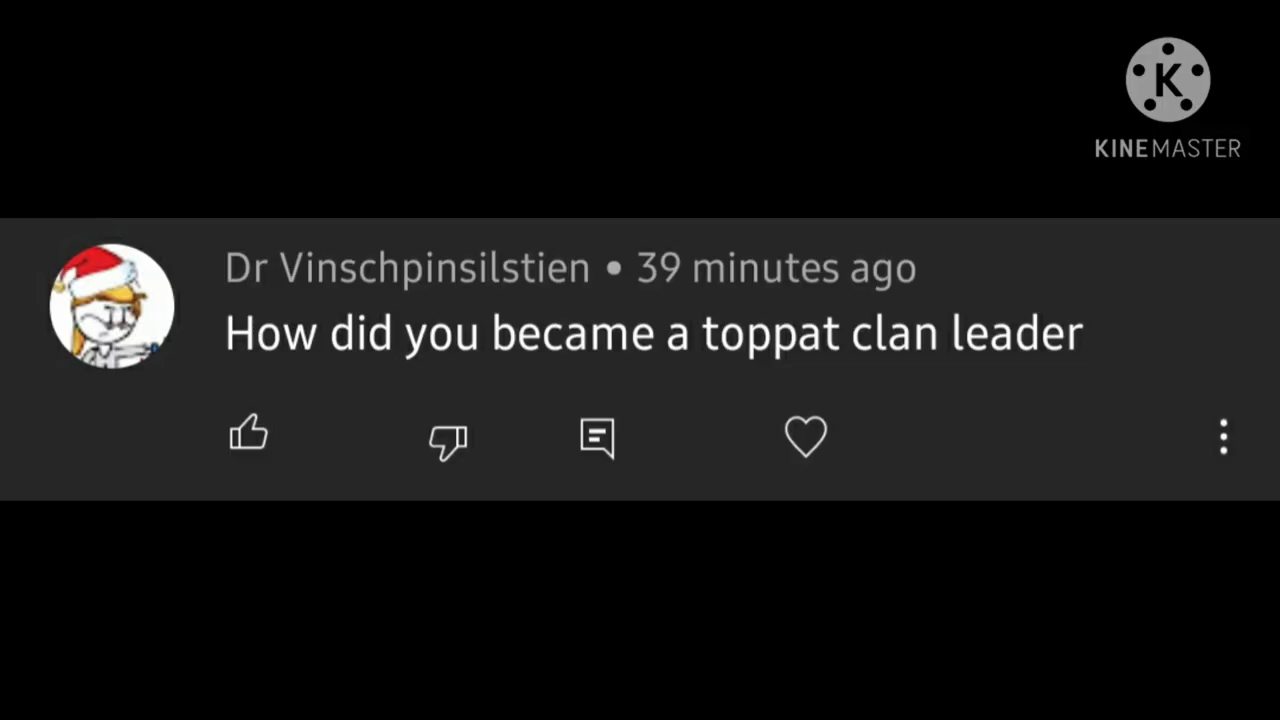 K
KINEMASTER
Dr Vinschpinsilstien • 39 minutes ago
How did you became a toppat clan leader